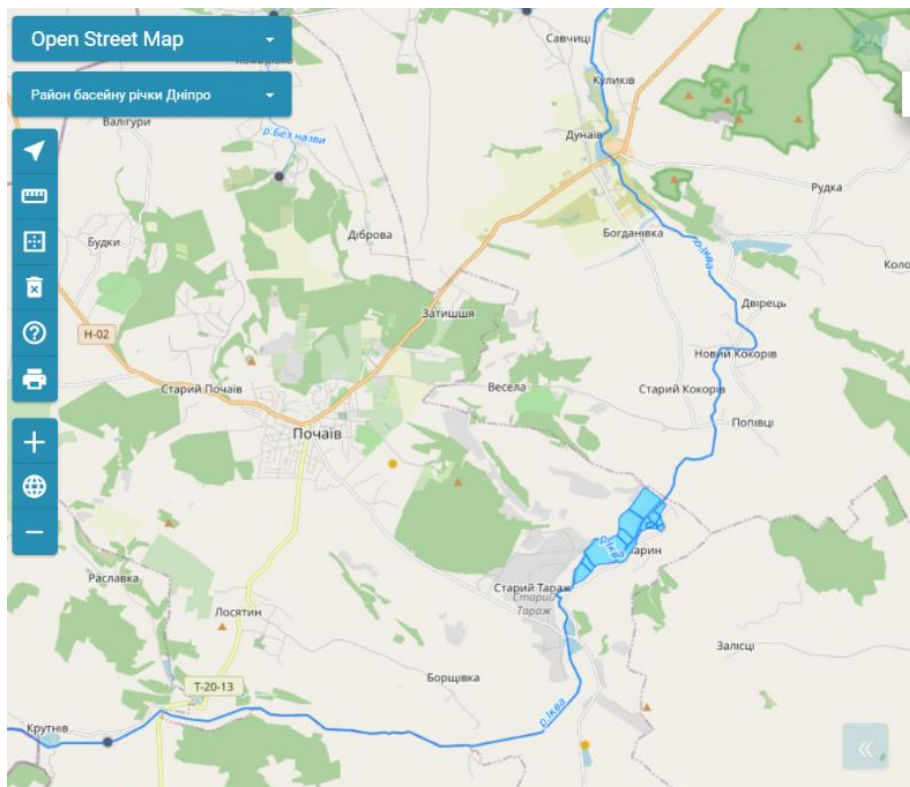 Open Street Map
Савчиці
Район басейну річки Дніпро
Куликів
Валігури
р.Без назви
Дунаїв
Рудка
Діброва
Богданівка
Будки
р.Іква
Коло
Двірець
Затишшя
Н-02
Новий Кокорів
Старий Почаїв
Весела
Старий Кокорів
Попівці
Почаїв
р.Іква
арин
Раславка
Старий Тараж
Старий
Тараж
Лосятин
Залісці
Борщівка
Т-20-13
р.Іква
Крутнів